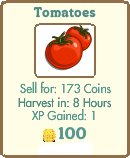 Tomatoes
Sell for: 173 Coins
Harvest in: 8 Hours
XP Gained: 1
100